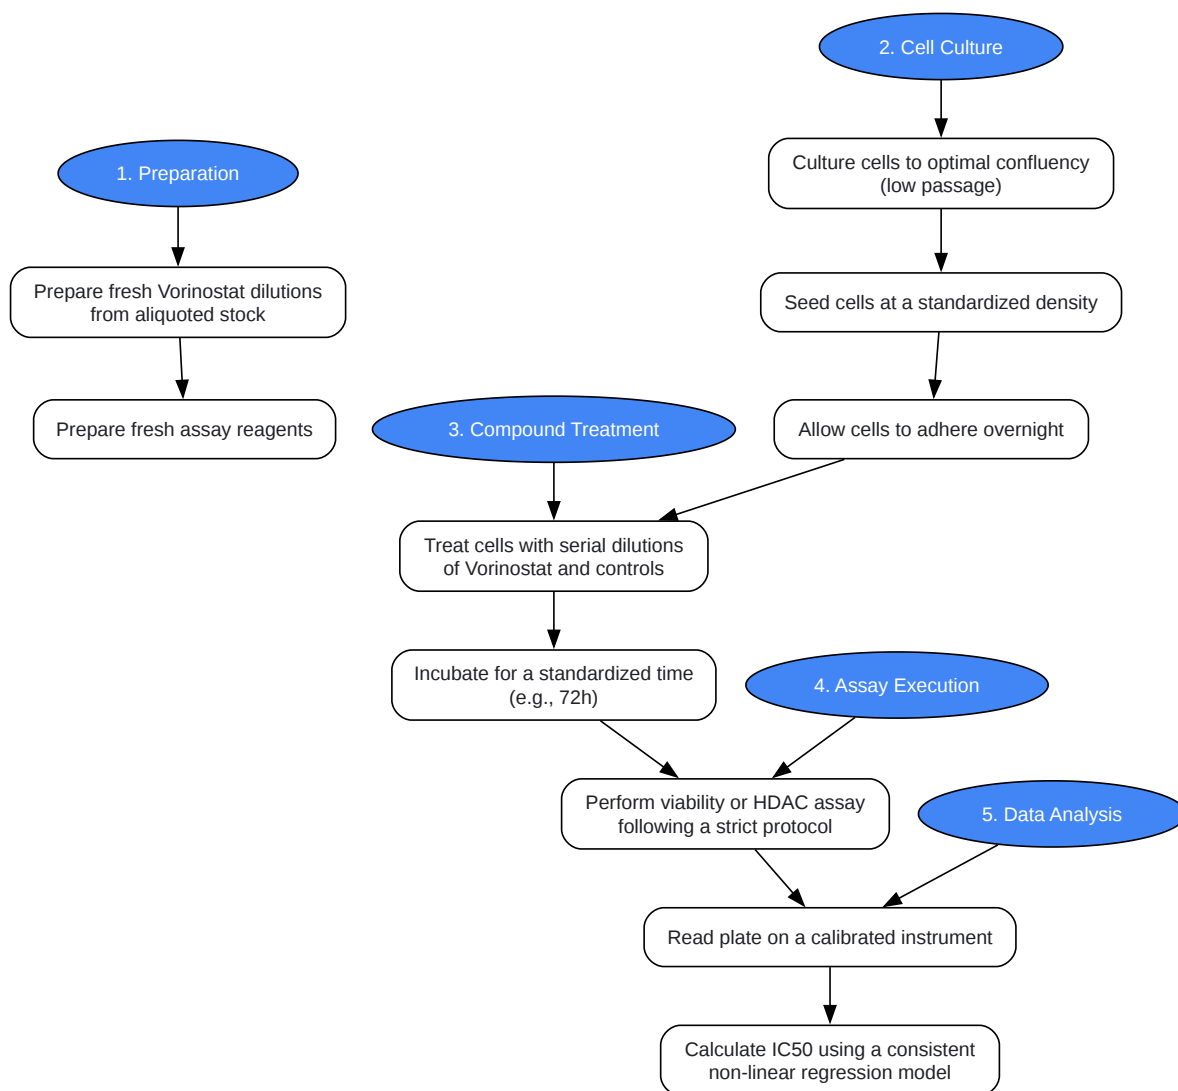 1. Preparation
Prepare fresh Vorinostat dilutions
from aliquoted stock
Prepare fresh assay reagents
2. Cell Culture
Culture cells to optimal confluency
(low passage)
Seed cells at a standardized density
Allow cells to adhere overnight
3. Compound Treatment
Treat cells with serial dilutions
of Vorinostat and controls
Incubate for a standardized time
(e.g., 72h)
4. Assay Execution
Perform viability or HDAC assay
following a strict protocol
5. Data Analysis
Read plate on a calibrated instrument
Calculate IC50 using a consistent
non-linear regression model